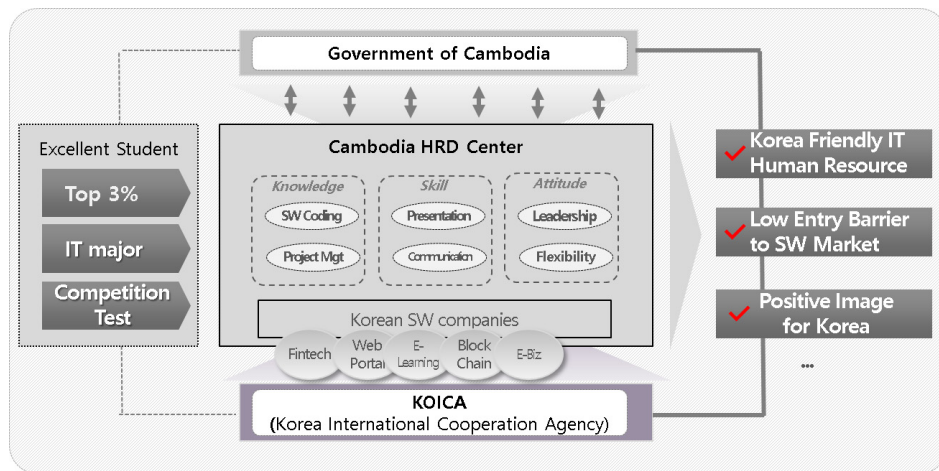 Government of Cambodia
Excellent Student
Top 3%
IT major
Competition
Test
Cambodia HRD Center
Knowledge
SW Coding
Project Mgt
Skill
Presentation
Communication
Attitude
Leadership
Flexibility
Korean SW companies
Fintech
Web
Portal
E-
Learning
Block
Chain
E-Biz
KOICA
(Korea International Cooperation Agency)
Korea Friendly IT
Human Resource
Low Entry Barrier
to SW Market
Positive Image
for Korea
...